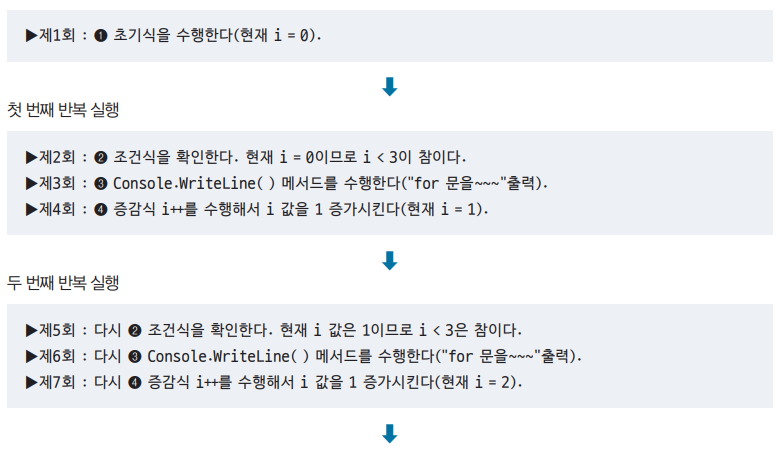 ▶제1회 : ❶ 초기식을 수행한다(현재 i = 0).
첫 번째 반복 실행
▶제2회 : ❷ 조건식을 확인한다. 현재 i = 0이므로 i < 3이 참이다.
▶제3회 : ❸ Console.WriteLine( ) 메서드를 수행한다("for 문을~~~"출력).
▶제4회 : ❹ 증감식 i++를 수행해서 i 값을 1 증가시킨다(현재 i = 1).
두 번째 반복 실행
▶제5회 : 다시 ❷ 조건식을 확인한다. 현재 i 값은 1이므로 i < 3은 참이다.
▶제6회 : 다시 ❸ Console.WriteLine( ) 메서드를 수행한다("for 문을~~~"출력).
▶제7회 : 다시 ❹ 증감식 i++를 수행해서 i 값을 1 증가시킨다(현재 i = 2).